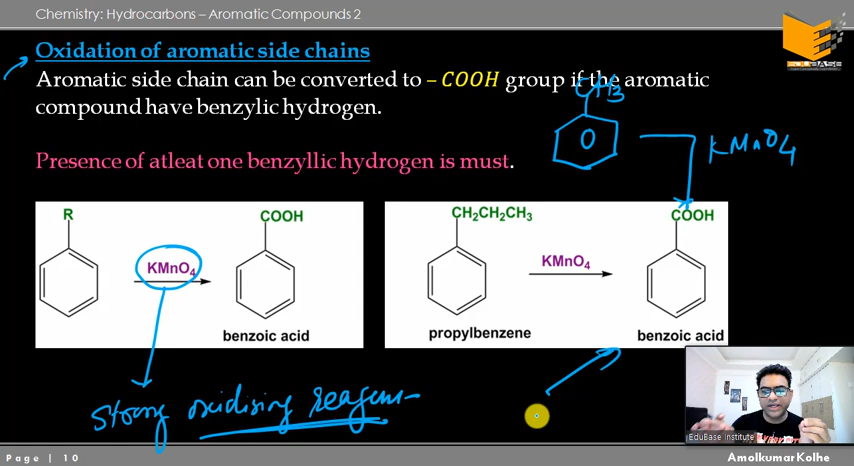 Chemistry: Hydrocarbons – Aromatic Compounds 2
EDUBASE
Oxidation of aromatic side chains
Aromatic side chain can be converted to – COOH group if the aromatic
compound have benzylic hydrogen.
CH3
KMnO4
Presence of atleat one benzyllic hydrogen is must.
R
COOH
KMnO4
benzoic acid
CH2CH2CH3
COOH
KMnO4
propylbenzene
benzoic acid
strong oxidising reagent
EduBase Institute
Page | 10
AmolkumarKolhe